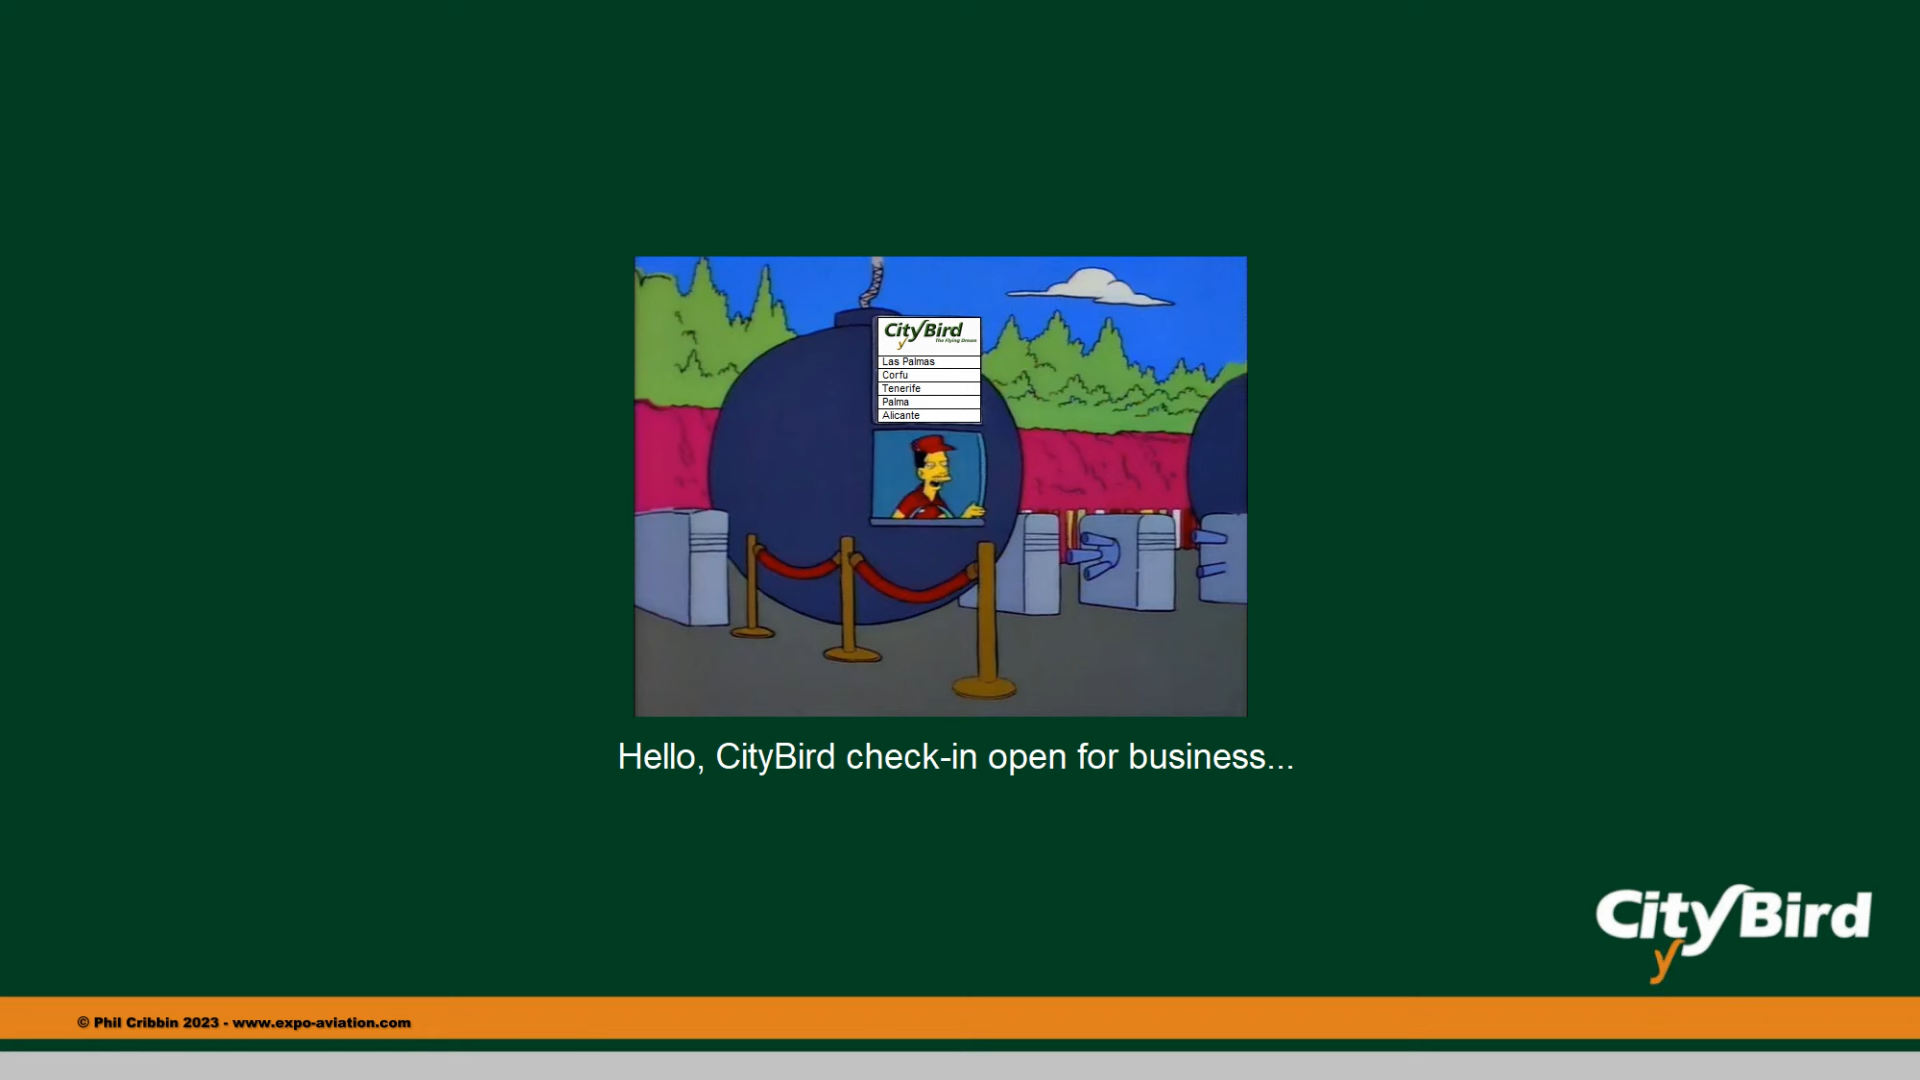 CityBird
The Flying Dream
Las Palmas
Corfu
Tenerife
Palma
Alicante
Hello, CityBird check-in open for business...
CityBird
© Phil Cribbin 2023 - www.expo-aviation.com